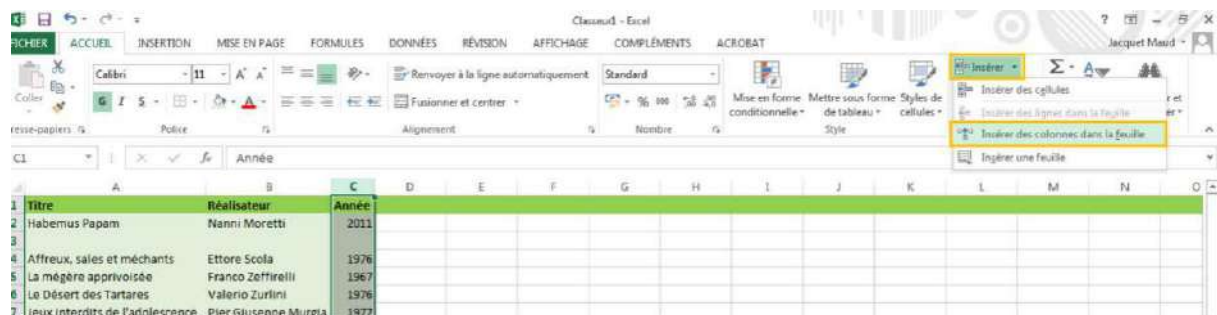 Classeur1 - Excel
FICHIER ACCUEIL INSERTION MISE EN PAGE FORMULES DONNÉES RÉVISION AFFICHAGE COMPLÉMENTS ACROBAT Jacquet Maud
Coller
Calibri 11
Renvoyer à la ligne automatiquement
Standard
Insérer
G I S
Fusionner et centrer
% 000
Mise en forme conditionnelle
Mettre sous forme de tableau
Styles de cellules
Insérer des cellules
Insérer des lignes dans la feuille
Insérer des colonnes dans la feuille
Insérer une feuille
resse-papiers Police Alignement Nombre Style
C1 fx Année
A B C D E F G H I J K L M N O
1 Titre Réalisateur Année
2 Habemus Papam Nanni Moretti 2011
3
4 Affreux, sales et méchants Ettore Scola 1976
5 La mégère apprivoisée Franco Zeffirelli 1967
6 Le Désert des Tartares Valerio Zurlini 1976
7 Jeux interdits de l'adolescence Pier Giuseppe Murgia 1977